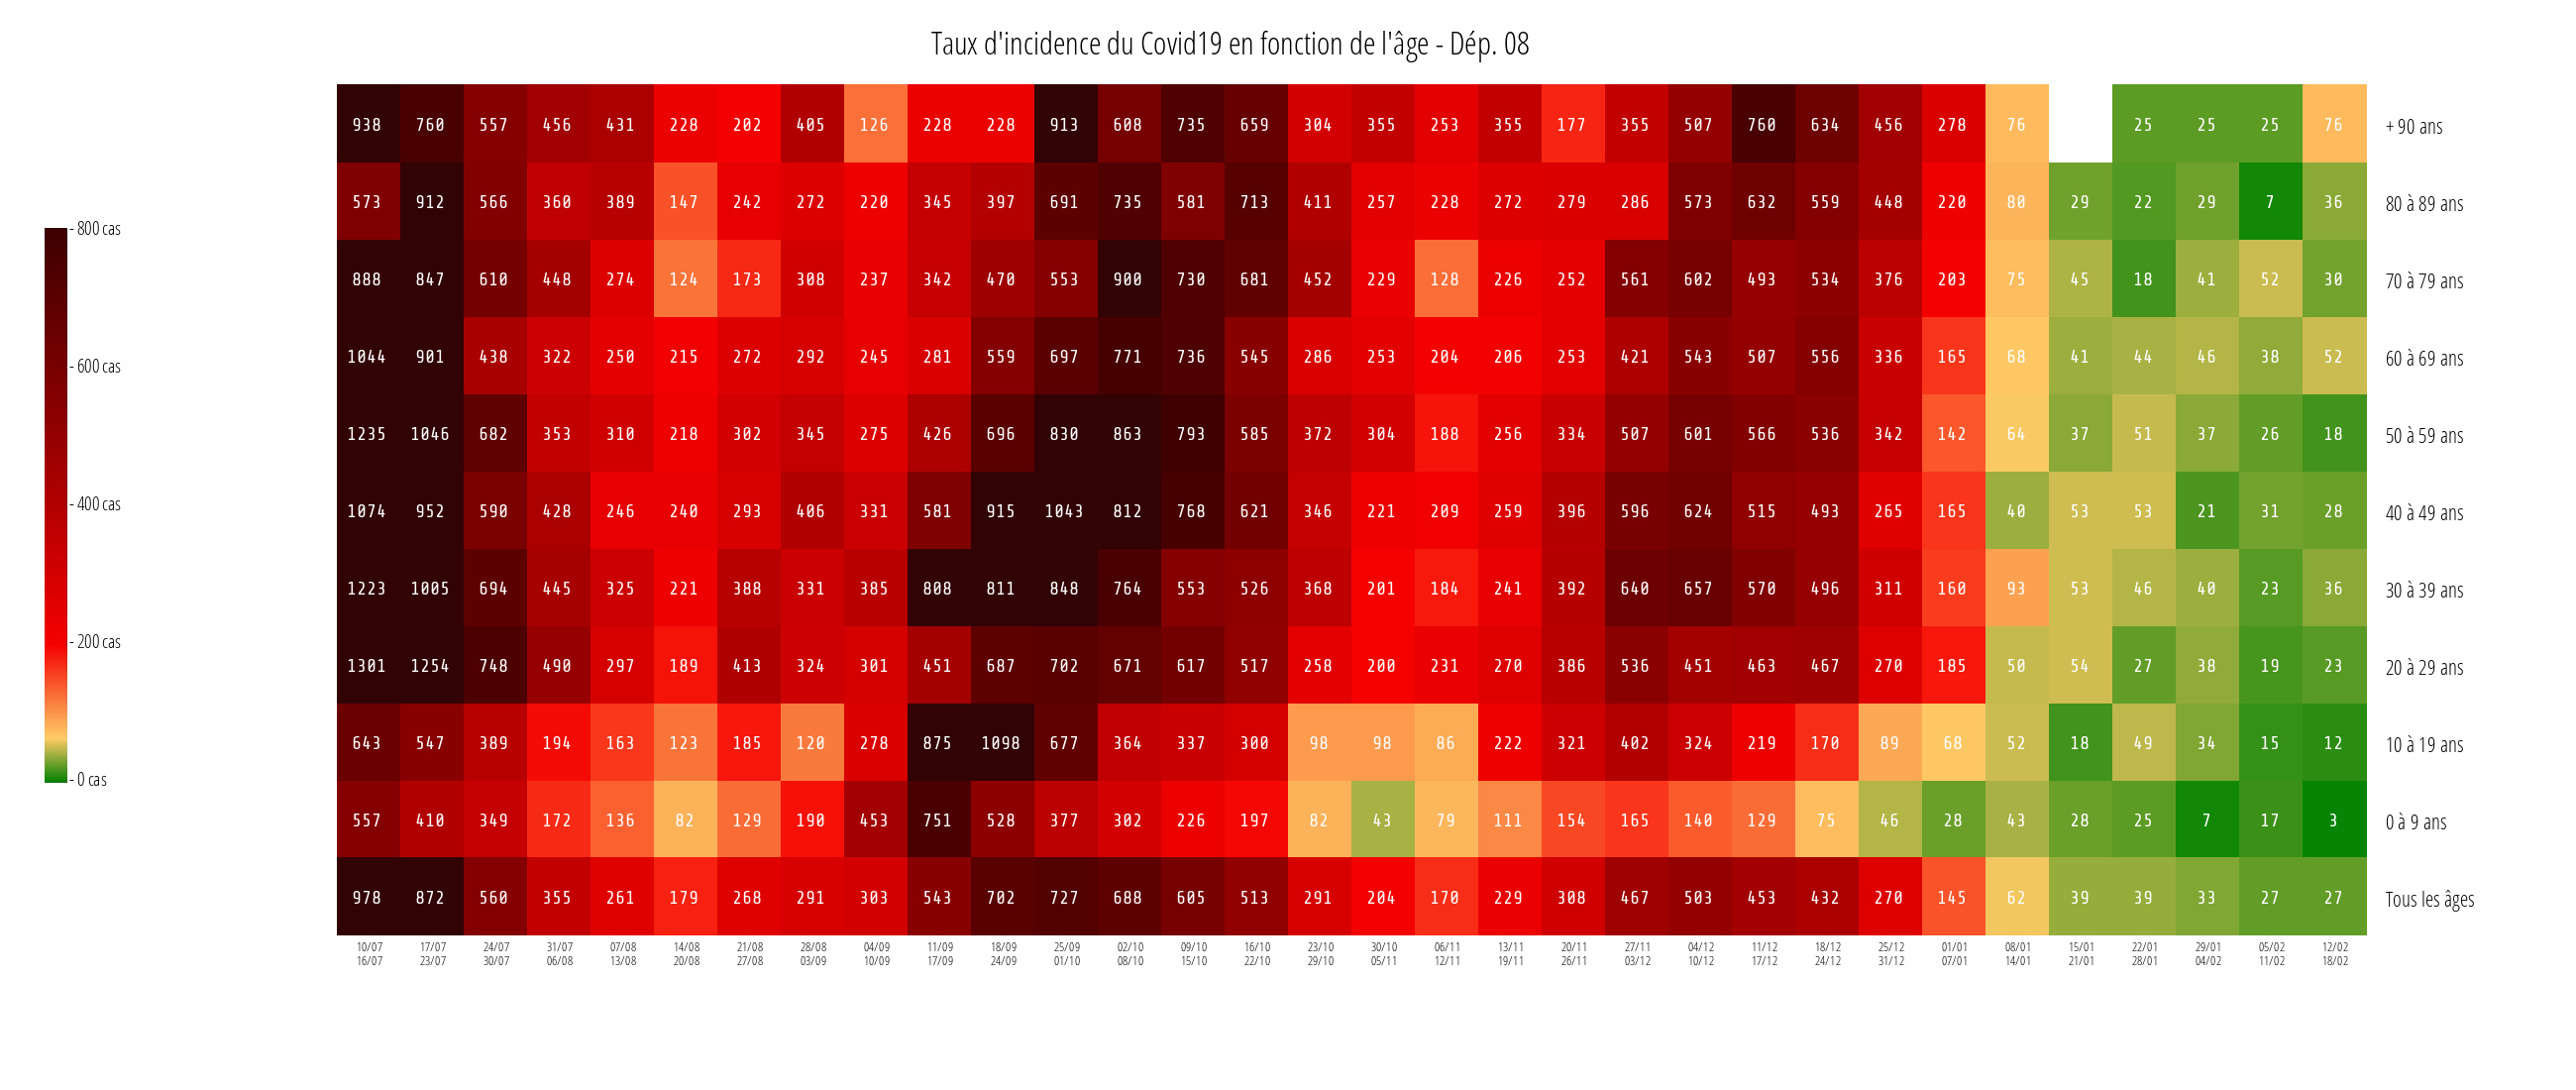 Taux d'incidence du Covid19 en fonction de l'âge - Dép. 08
- 800 cas
- 600 cas
- 400 cas
- 200 cas
- 0 cas
938 760 557 456 431 228 202 405 126 228 228 913 608 735 659 304 355 253 355 177 355 507 760 634 456 278 76 25 25 25 76 + 90 ans
573 912 566 360 389 147 242 272 220 345 397 691 735 581 713 411 257 228 272 279 286 573 632 559 448 220 80 29 22 29 7 36 80 à 89 ans
888 847 610 448 274 124 173 308 237 342 470 553 900 730 681 452 229 128 226 252 561 602 493 534 376 203 75 45 18 41 52 30 70 à 79 ans
1044 901 438 322 250 215 272 292 245 281 559 697 771 736 545 286 253 204 206 253 421 543 507 556 336 165 68 41 44 46 38 52 60 à 69 ans
1235 1046 682 353 310 218 302 345 275 426 696 830 863 793 585 372 304 188 256 334 507 601 566 536 342 142 64 37 51 37 26 18 50 à 59 ans
1074 952 590 428 246 240 293 406 331 581 915 1043 812 768 621 346 221 209 259 396 596 624 515 493 265 165 40 53 53 21 31 28 40 à 49 ans
1223 1005 694 445 325 221 388 331 385 808 811 848 764 553 526 368 201 184 241 392 640 657 570 496 311 160 93 53 46 40 23 36 30 à 39 ans
1301 1254 748 490 297 189 413 324 301 451 687 702 671 617 517 258 200 231 270 386 536 451 463 467 270 185 50 54 27 38 19 23 20 à 29 ans
643 547 389 194 163 123 185 120 278 875 1098 677 364 337 300 98 98 86 222 321 402 324 219 170 89 68 52 18 49 34 15 12 10 à 19 ans
557 410 349 172 136 82 129 190 453 751 528 377 302 226 197 82 43 79 111 154 165 140 129 75 46 28 43 28 25 7 17 3 0 à 9 ans
978 872 560 355 261 179 268 291 303 543 702 727 688 605 513 291 204 170 229 308 467 503 453 432 270 145 62 39 39 33 27 27 Tous les âges
10/07 17/07 24/07 31/07 07/08 14/08 21/08 28/08 04/09 11/09 18/09 25/09 02/10 09/10 16/10 23/10 30/10 06/11 13/11 20/11 27/11 04/12 11/12 18/12 25/12 01/01 08/01 15/01 22/01 29/01 05/02 12/02
16/07 23/07 30/07 06/08 13/08 20/08 27/08 03/09 10/09 17/09 24/09 01/10 08/10 15/10 22/10 29/10 05/11 12/11 19/11 26/11 03/12 10/12 17/12 24/12 31/12 07/01 14/01 21/01 28/01 04/02 11/02 18/02